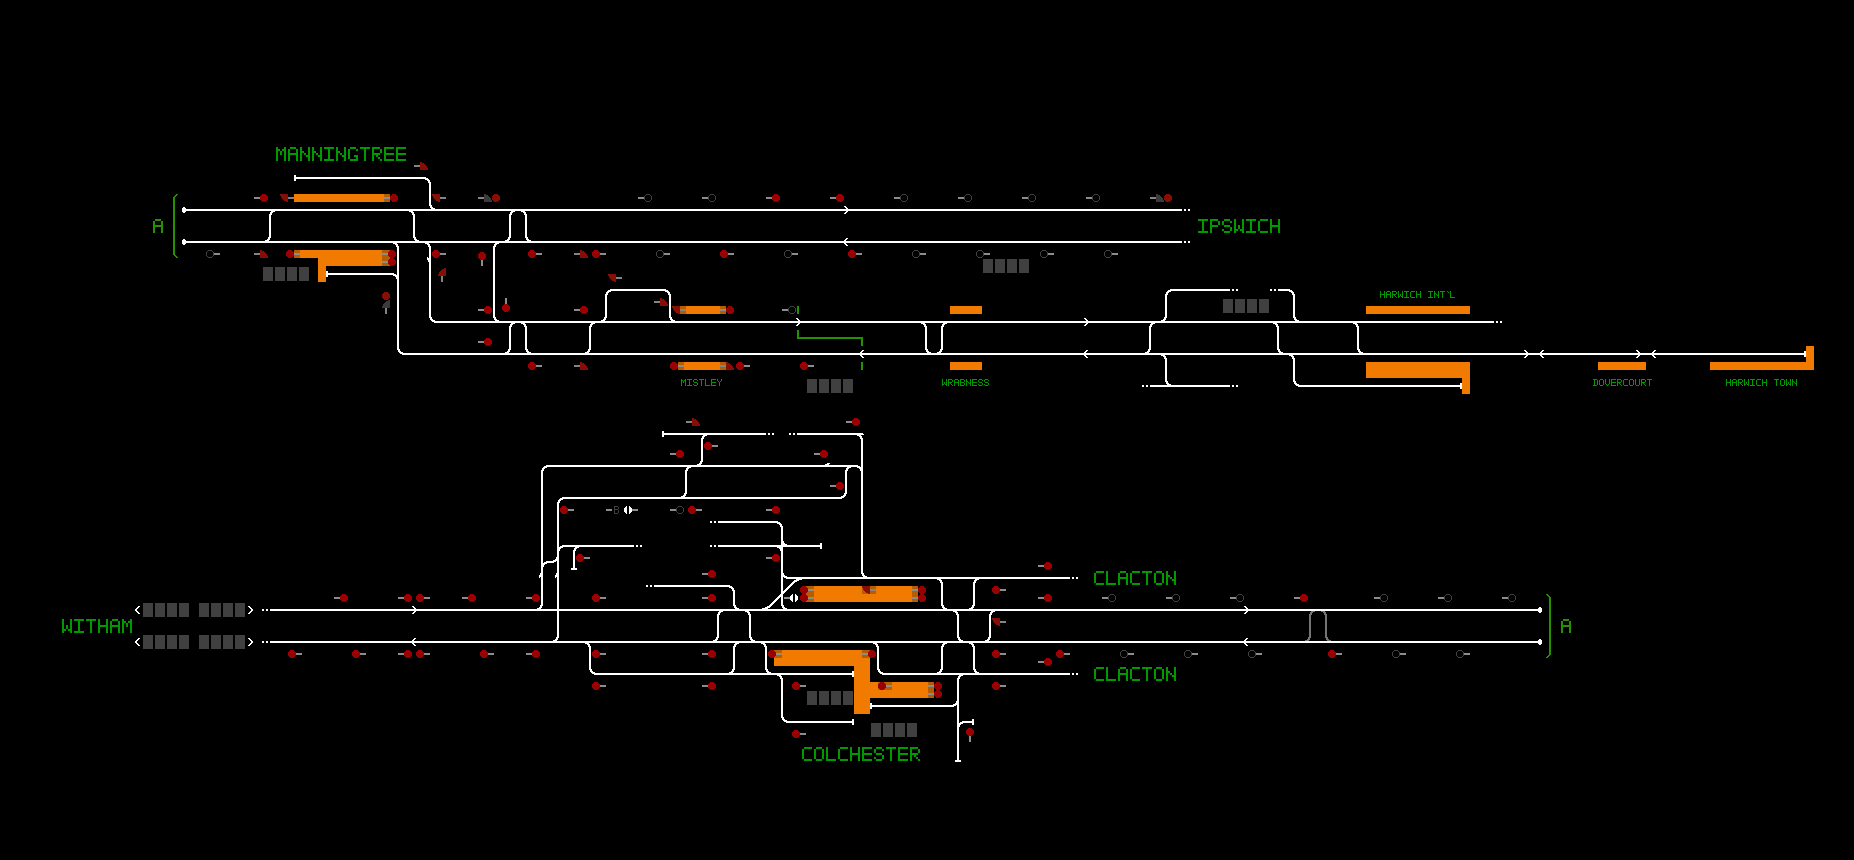 MANNINGTREE
A
IPSWICH
HARWICH INT'L
MISTLEY
WRABNESS
DOVERCOURT
HARWICH TOWN
B
CLACTON
WITHAM
A
CLACTON
COLCHESTER